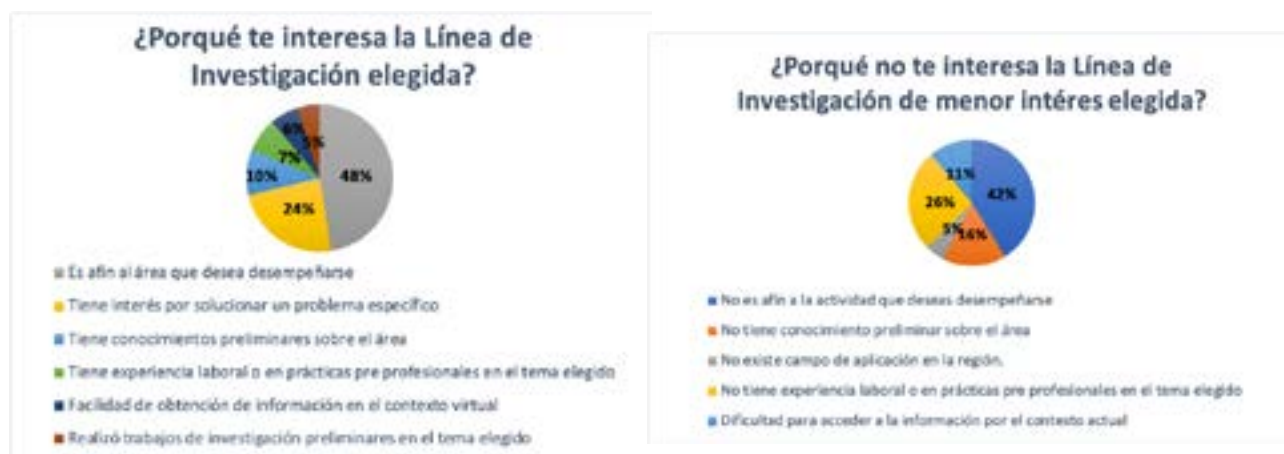 ¿Porqué te interesa la Línea de
Investigación elegida?
48%
24%
10%
7%
6%
5%
Es afin al área que desea desempeñarse
Tiene interés por solucionar un problema específico
Tiene conocimientos preliminares sobre el área
Tiene experiencia laboral o en prácticas pre profesionales en el tema elegido
Facilidad de obtención de información en el contexto virtual
Realizó trabajos de investigación preliminares en el tema elegido
¿Porqué no te interesa la Línea de
Investigación de menor intéres elegida?
42%
16%
5%
26%
11%
No es afin a la actividad que deseas desempeñarse
No tiene conocimiento preliminar sobre el área
No existe campo de aplicación en la región.
No tiene experiencia laboral o en prácticas pre profesionales en el tema elegido
Dificultad para acceder a la información por el contexto actual